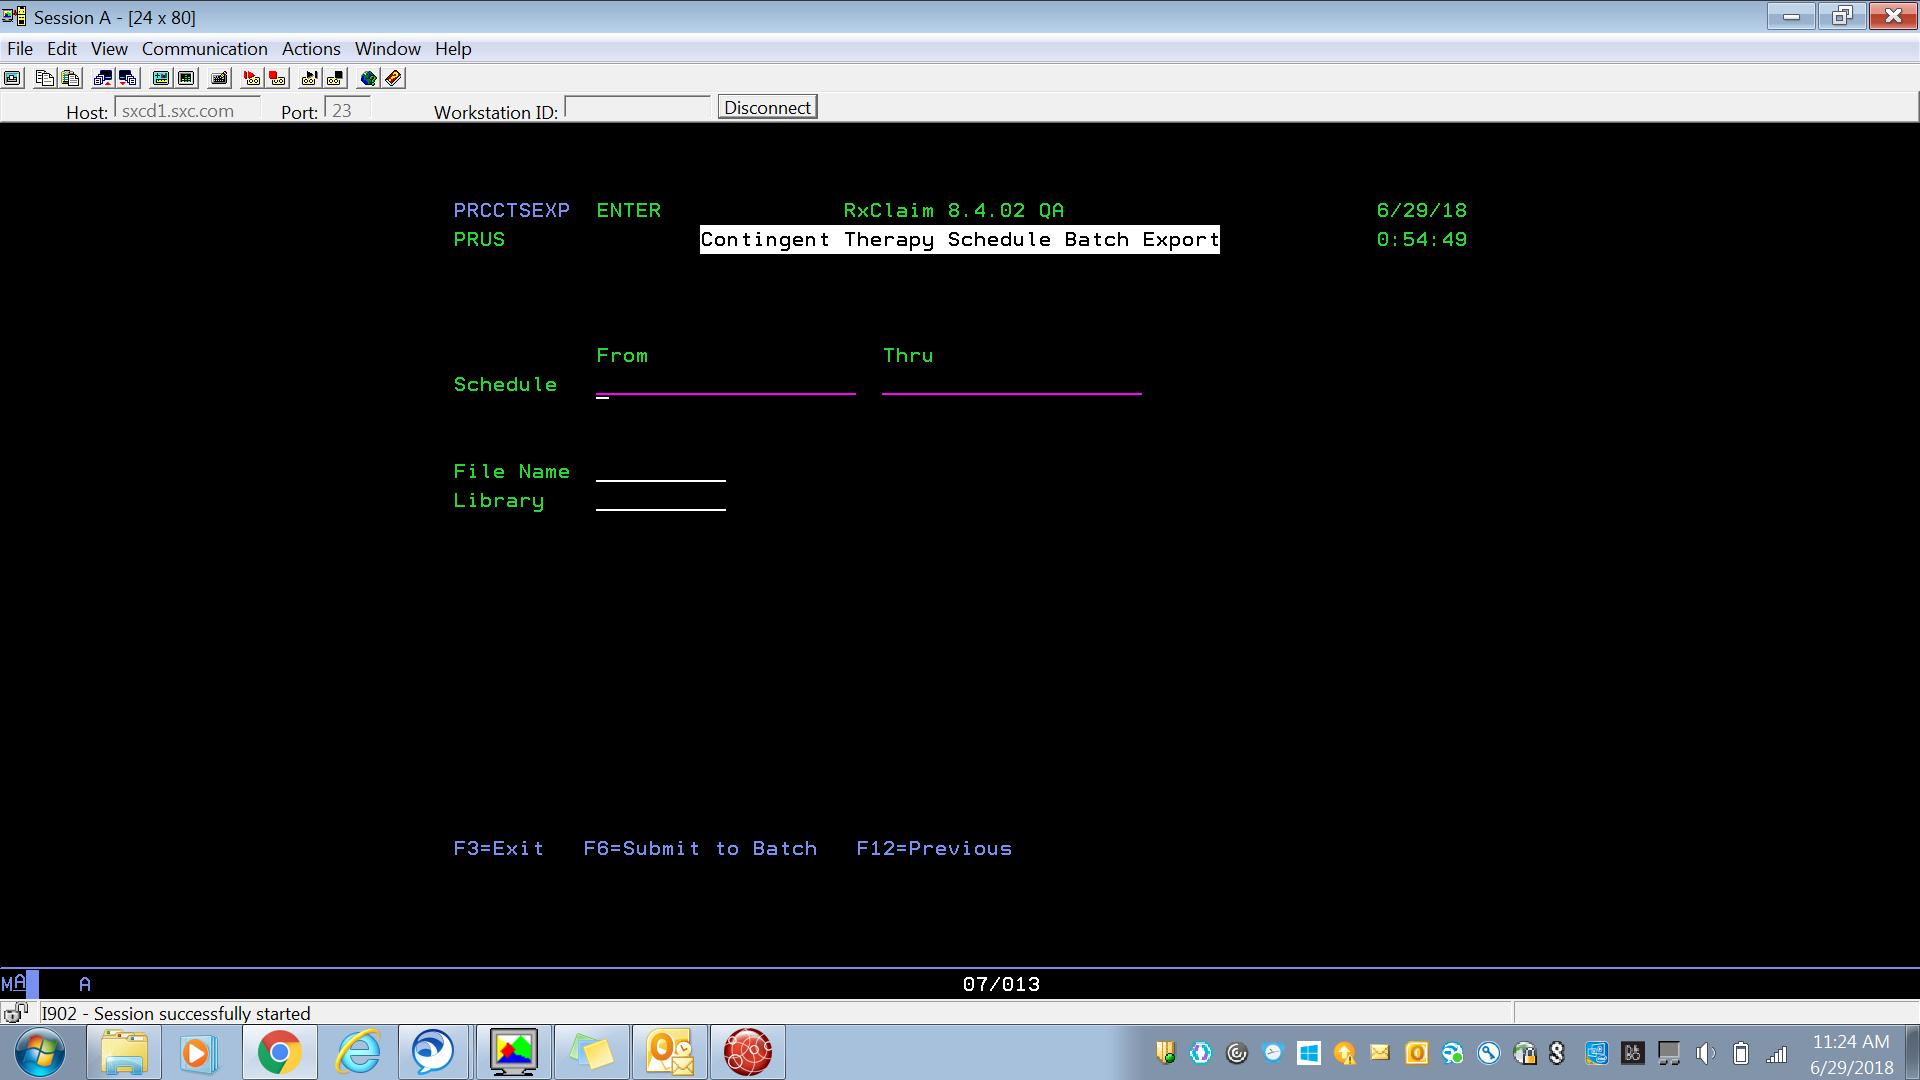 Session A - [24 x 80]
File Edit View Communication Actions Window Help
Host: sxcd1.sxc.com Port: 23 Workstation ID: Disconnect
PRCCTSEXP ENTER RxClaim 8.4.02 QA 6/29/18
PRUS Contingent Therapy Schedule Batch Export 0:54:49
From Thru
Schedule
File Name
Library
F3=Exit F6=Submit to Batch F12=Previous
MA A 07/013
I902 - Session successfully started
11:24 AM
6/29/2018